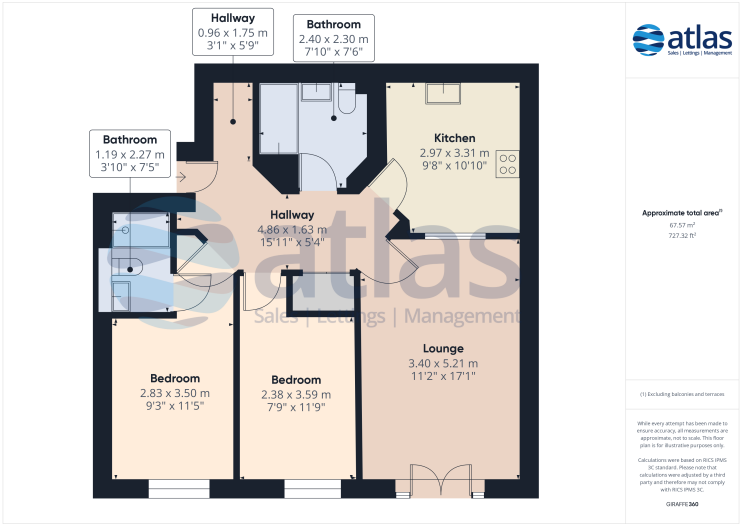 Hallway
0.96 x 1.75 m
3'1" x 5'9"
Bathroom
2.40 x 2.30 m
7'10" x 7'6"
Bathroom
1.19 x 2.27 m
3'10" x 7'5"
Kitchen
2.97 x 3.31 m
9'8" x 10'10"
Hallway
4.86 x 1.63 m
15'11" x 5'4"
atlas
Sales | Lettings | Management
Lounge
3.40 x 5.21 m
11'2" x 17'1"
Bedroom
2.83 x 3.50 m
9'3" x 11'5"
Bedroom
2.38 x 3.59 m
7'9" x 11'9"
atlas
Sales | Lettings | Management
Approximate total area⁽¹⁾
67.57 m²
727.32 ft²
(1) Excluding balconies and terraces
While every attempt has been made to
ensure accuracy, all measurements are
approximate, not to scale. This floor
plan is for illustrative purposes only.
Calculations were based on RICS IPMS
3C standard. Please note that
calculations were adjusted by a third
party and therefore may not comply
with RICS IPMS 3C.
GIRAFFE360